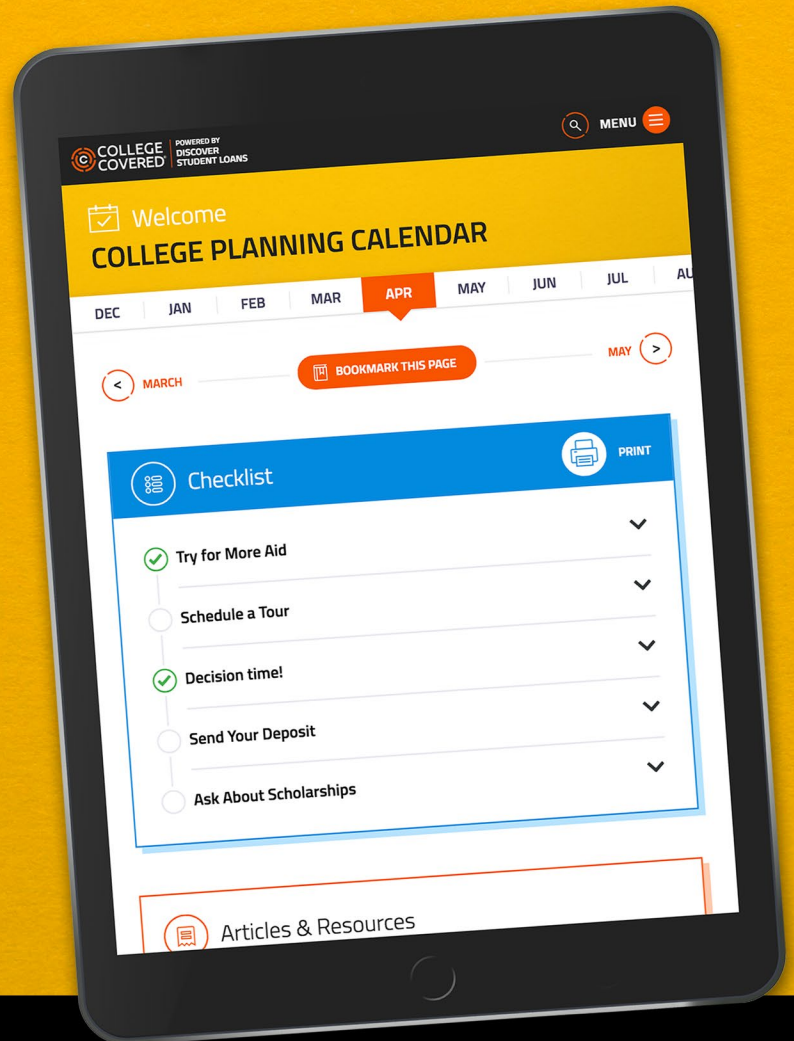 COLLEGE COVERED®
POWERED BY
DISCOVER
STUDENT LOANS
MENU
Welcome
COLLEGE PLANNING CALENDAR
DEC JAN FEB MAR APR MAY JUN JUL AU
< MARCH
BOOKMARK THIS PAGE
MAY >
Checklist
PRINT
Try for More Aid
Schedule a Tour
Decision time!
Send Your Deposit
Ask About Scholarships
Articles & Resources